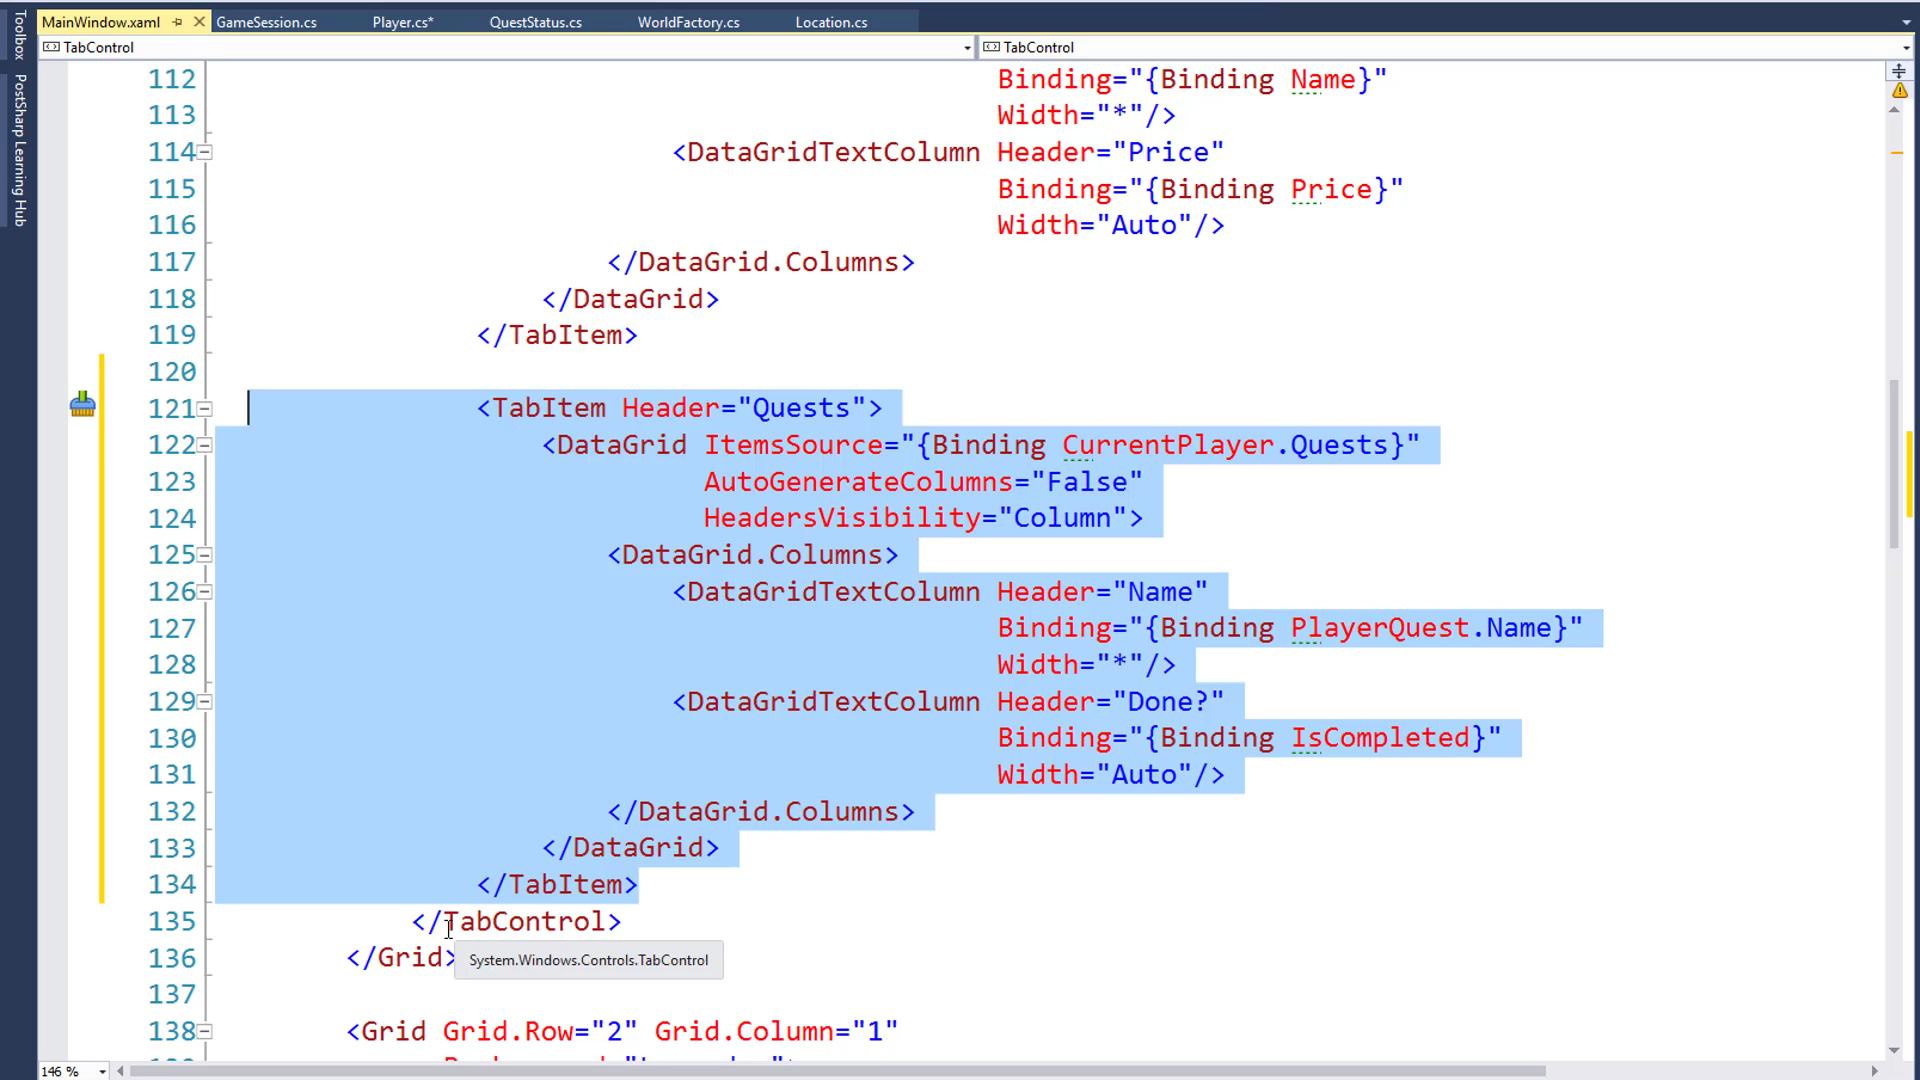 MainWindow.xaml
GameSession.cs
Player.cs*
QuestStatus.cs
WorldFactory.cs
Location.cs
TabControl
TabControl
Toolbox
PostSharp Learning Hub
112 Binding="{Binding Name}"
113 Width="*"/>
114 <DataGridTextColumn Header="Price"
115 Binding="{Binding Price}"
116 Width="Auto"/>
117 </DataGrid.Columns>
118 </DataGrid>
119 </TabItem>
120
121 <TabItem Header="Quests">
122 <DataGrid ItemsSource="{Binding CurrentPlayer.Quests}"
123 AutoGenerateColumns="False"
124 HeadersVisibility="Column">
125 <DataGrid.Columns>
126 <DataGridTextColumn Header="Name"
127 Binding="{Binding PlayerQuest.Name}"
128 Width="*"/>
129 <DataGridTextColumn Header="Done?"
130 Binding="{Binding IsCompleted}"
131 Width="Auto"/>
132 </DataGrid.Columns>
133 </DataGrid>
134 </TabItem>
135 </TabControl>
136 </Grid>
System.Windows.Controls.TabControl
137
138 <Grid Grid.Row="2" Grid.Column="1"
146 %